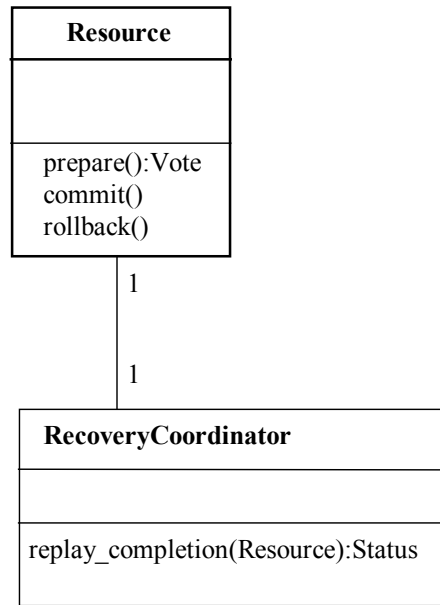 Resource
prepare():Vote
commit()
rollback()
1
1
RecoveryCoordinator
replay_completion(Resource):Status